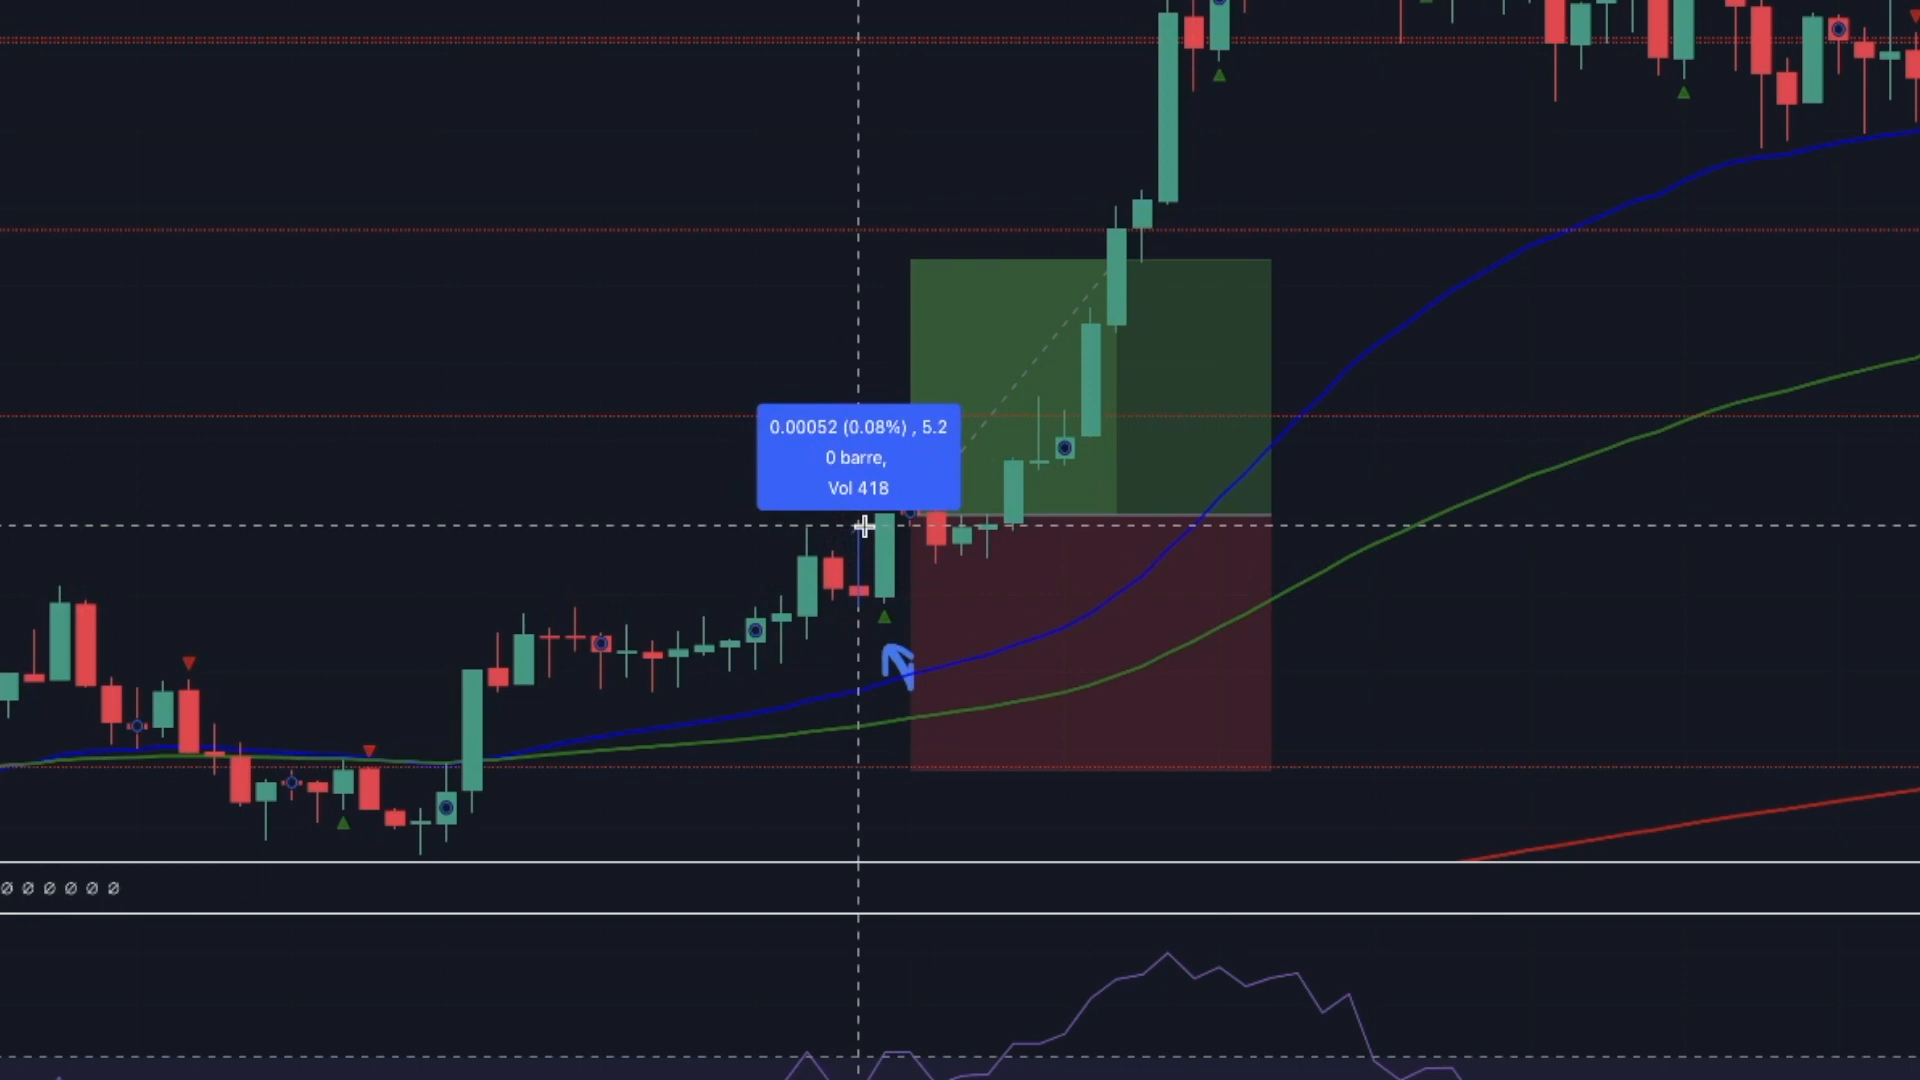 0.00052 (0.08%) , 5.2
0 barre,
Vol 418
Ø Ø Ø Ø Ø Ø